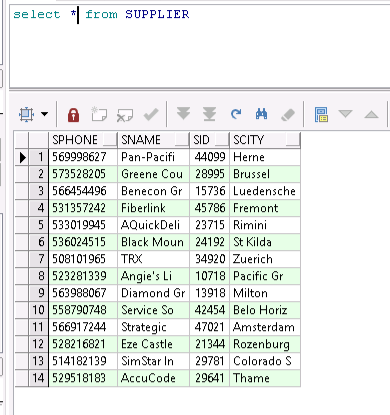 select * from SUPPLIER
SPHONE SNAME SID SCITY
1 569998627 Pan-Pacifi 44099 Herne
2 573528205 Greene Cou 28995 Brussel
3 566454496 Benecon Gr 15736 Luedensche
4 531357242 Fiberlink 45786 Fremont
5 533019945 AQuickDeli 23715 Rimini
6 536024515 Black Moun 24192 St Kilda
7 508101965 TRX 34920 Zuerich
8 523281339 Angie's Li 10718 Pacific Gr
9 563988067 Diamond Gr 13918 Milton
10 558790748 Service So 42454 Belo Horiz
11 566917244 Strategic 47021 Amsterdam
12 528216821 Eze Castle 21344 Rozenburg
13 514182139 SimStar In 29781 Colorado S
14 529518183 AccuCode 29641 Thame